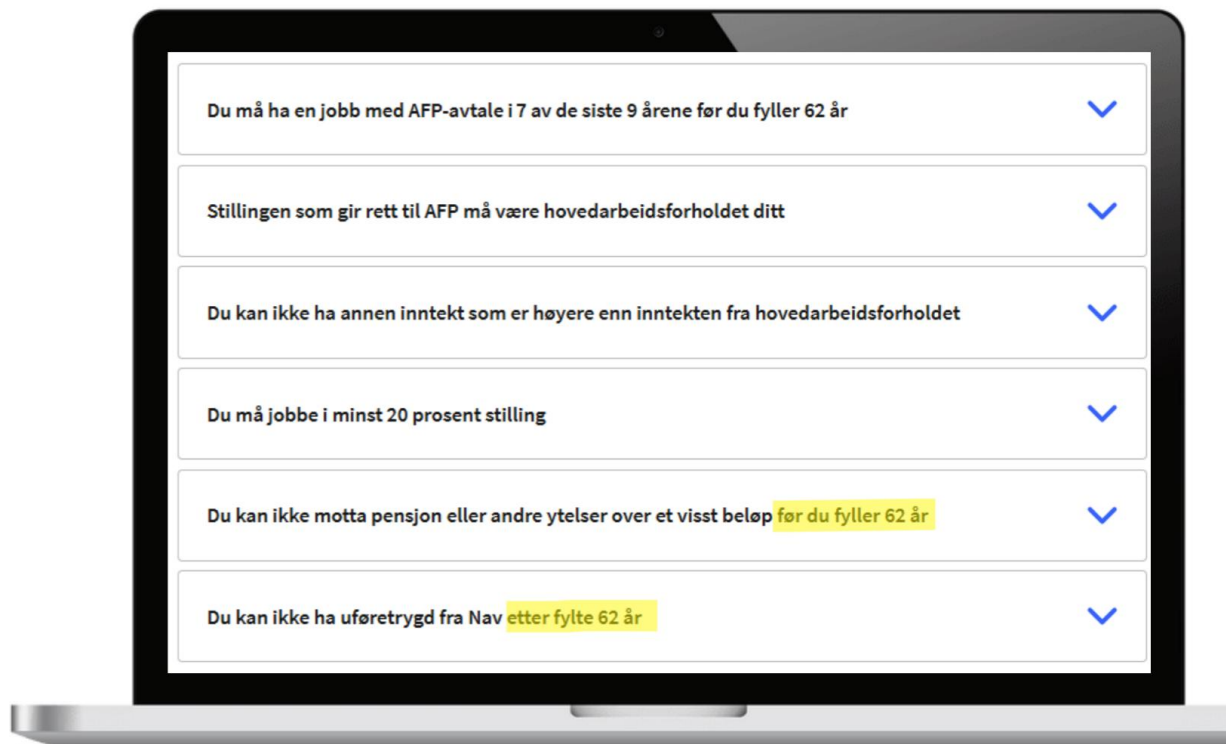 Du må ha en jobb med AFP-avtale i 7 av de siste 9 årene før du fyller 62 år
Stillingen som gir rett til AFP må være hovedarbeidsforholdet ditt
Du kan ikke ha annen inntekt som er høyere enn inntekten fra hovedarbeidsforholdet
Du må jobbe i minst 20 prosent stilling
Du kan ikke motta pensjon eller andre ytelser over et visst beløp før du fyller 62 år
Du kan ikke ha uføretrygd fra Nav etter fylte 62 år